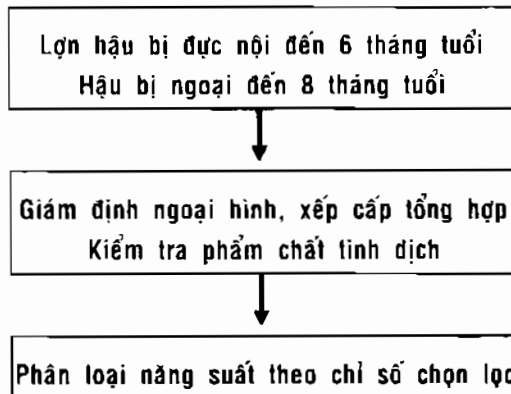 Lợn hậu bị đực nội đến 6 tháng tuổi
Hậu bị ngoại đến 8 tháng tuổi
Giám định ngoại hình, xếp cấp tổng hợp
Kiểm tra phẩm chất tinh dịch
Phân loại năng suất theo chỉ số chọn lọc